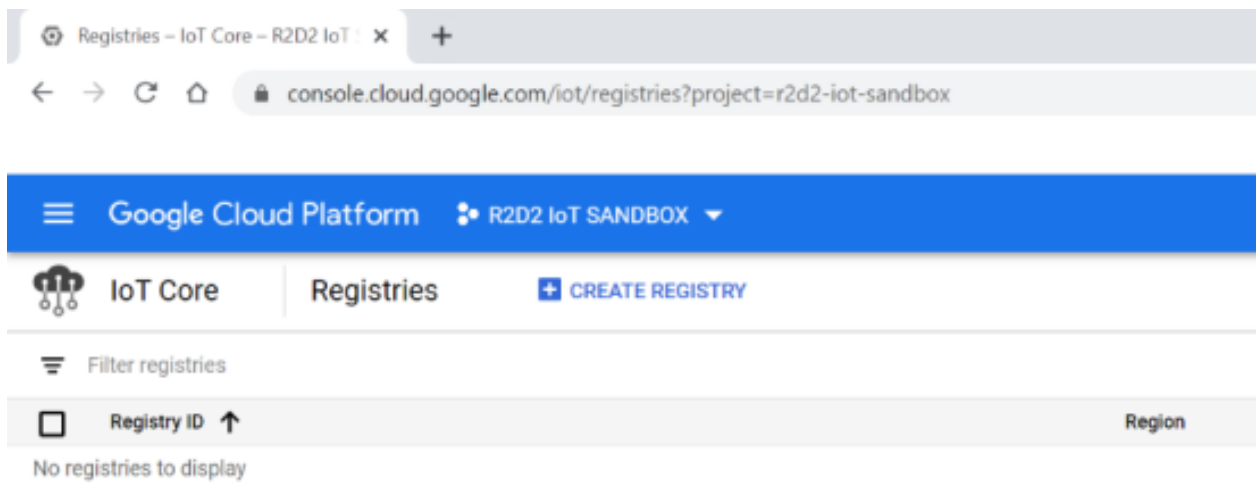 Registries – IoT Core – R2D2 IoT
console.cloud.google.com/iot/registries?project=r2d2-iot-sandbox
Google Cloud Platform R2D2 IoT SANDBOX
IoT Core Registries CREATE REGISTRY
Filter registries
Registry ID Region
No registries to display